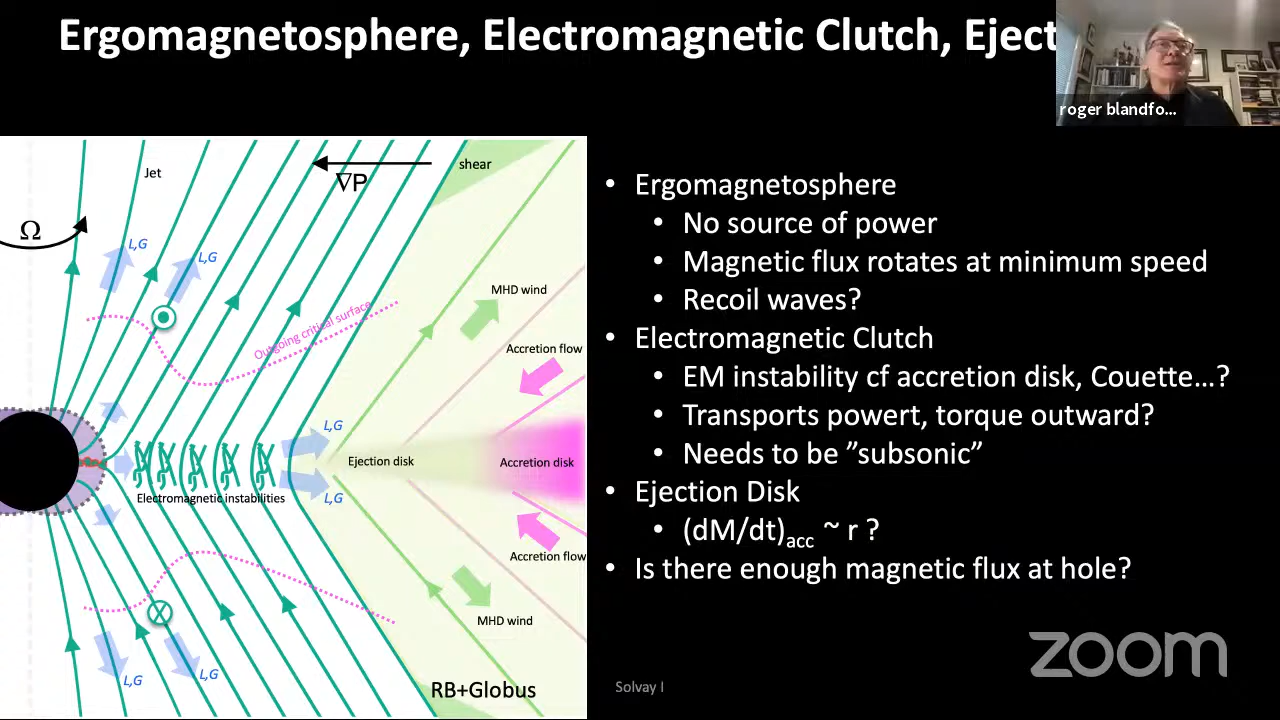 Ergomagnetosphere, Electromagnetic Clutch, Eject
roger blandfo...
Jet
∇P
shear
Ω
L,G
L,G
MHD wind
Outgoing critical surface
Accretion flow
L,G
Ejection disk
Accretion disk
Electromagnetic instabilities
L,G
Accretion flow
MHD wind
L,G
L,G
RB+Globus
• Ergomagnetosphere
• No source of power
• Magnetic flux rotates at minimum speed
• Recoil waves?
• Electromagnetic Clutch
• EM instability cf accretion disk, Couette…?
• Transports powert, torque outward?
• Needs to be ”subsonic”
• Ejection Disk
• (dM/dt)acc ~ r ?
• Is there enough magnetic flux at hole?
Solvay I
zoom